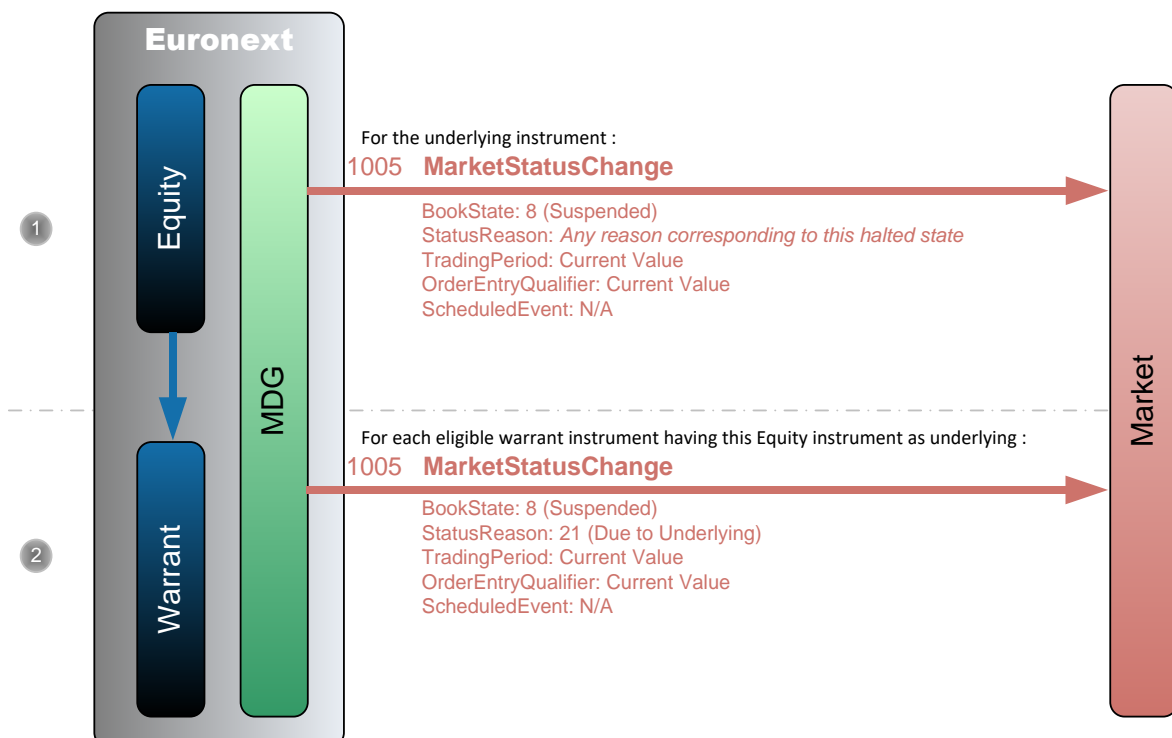 Euronext
Equity
MDG
Market
1
For the underlying instrument :
1005 MarketStatusChange
BookState: 8 (Suspended)
StatusReason: Any reason corresponding to this halted state
TradingPeriod: Current Value
OrderEntryQualifier: Current Value
ScheduledEvent: N/A
Warrant
2
For each eligible warrant instrument having this Equity instrument as underlying :
1005 MarketStatusChange
BookState: 8 (Suspended)
StatusReason: 21 (Due to Underlying)
TradingPeriod: Current Value
OrderEntryQualifier: Current Value
ScheduledEvent: N/A